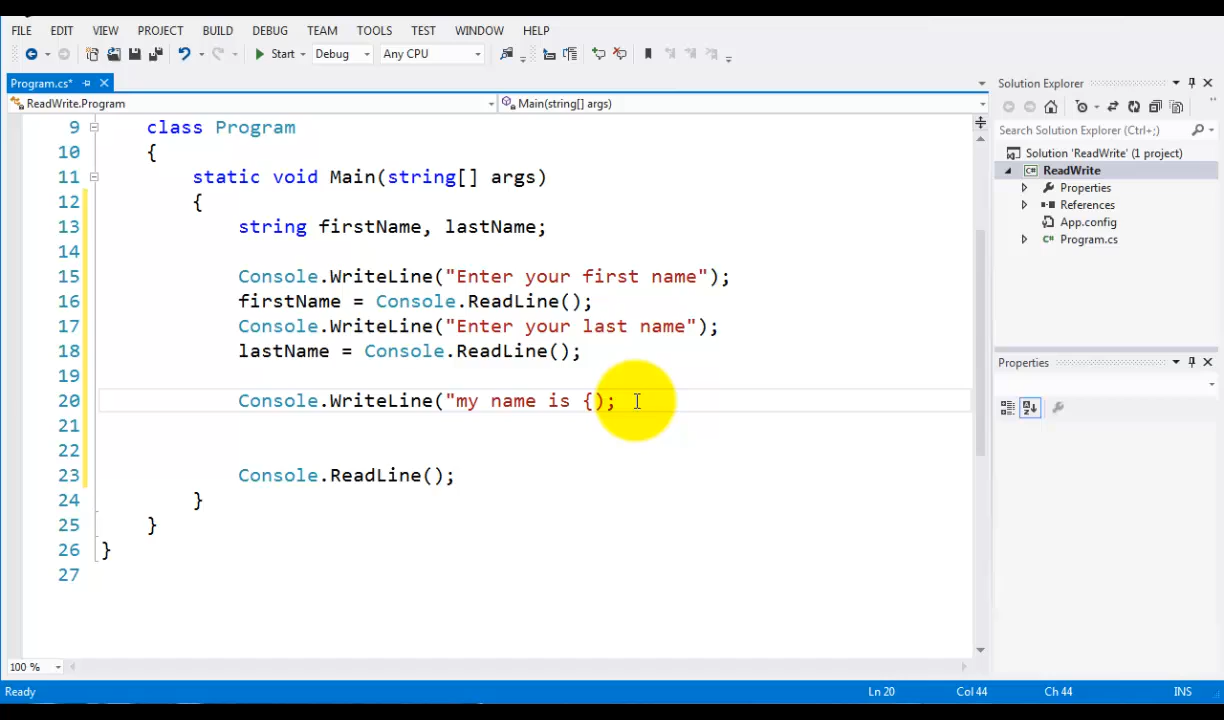 FILE EDIT VIEW PROJECT BUILD DEBUG TEAM TOOLS TEST WINDOW HELP
Start Debug Any CPU
Program.cs*
ReadWrite.Program Main(string[] args)
9 class Program
10 {
11 static void Main(string[] args)
12 {
13 string firstName, lastName;
14
15 Console.WriteLine("Enter your first name");
16 firstName = Console.ReadLine();
17 Console.WriteLine("Enter your last name");
18 lastName = Console.ReadLine();
19
20 Console.WriteLine("my name is {);
21
22
23 Console.ReadLine();
24 }
25 }
26 }
27
100 %
Solution Explorer
Search Solution Explorer (Ctrl+;)
Solution 'ReadWrite' (1 project)
C# ReadWrite
Properties
References
App.config
C# Program.cs
Properties
Ready Ln 20 Col 44 Ch 44 INS